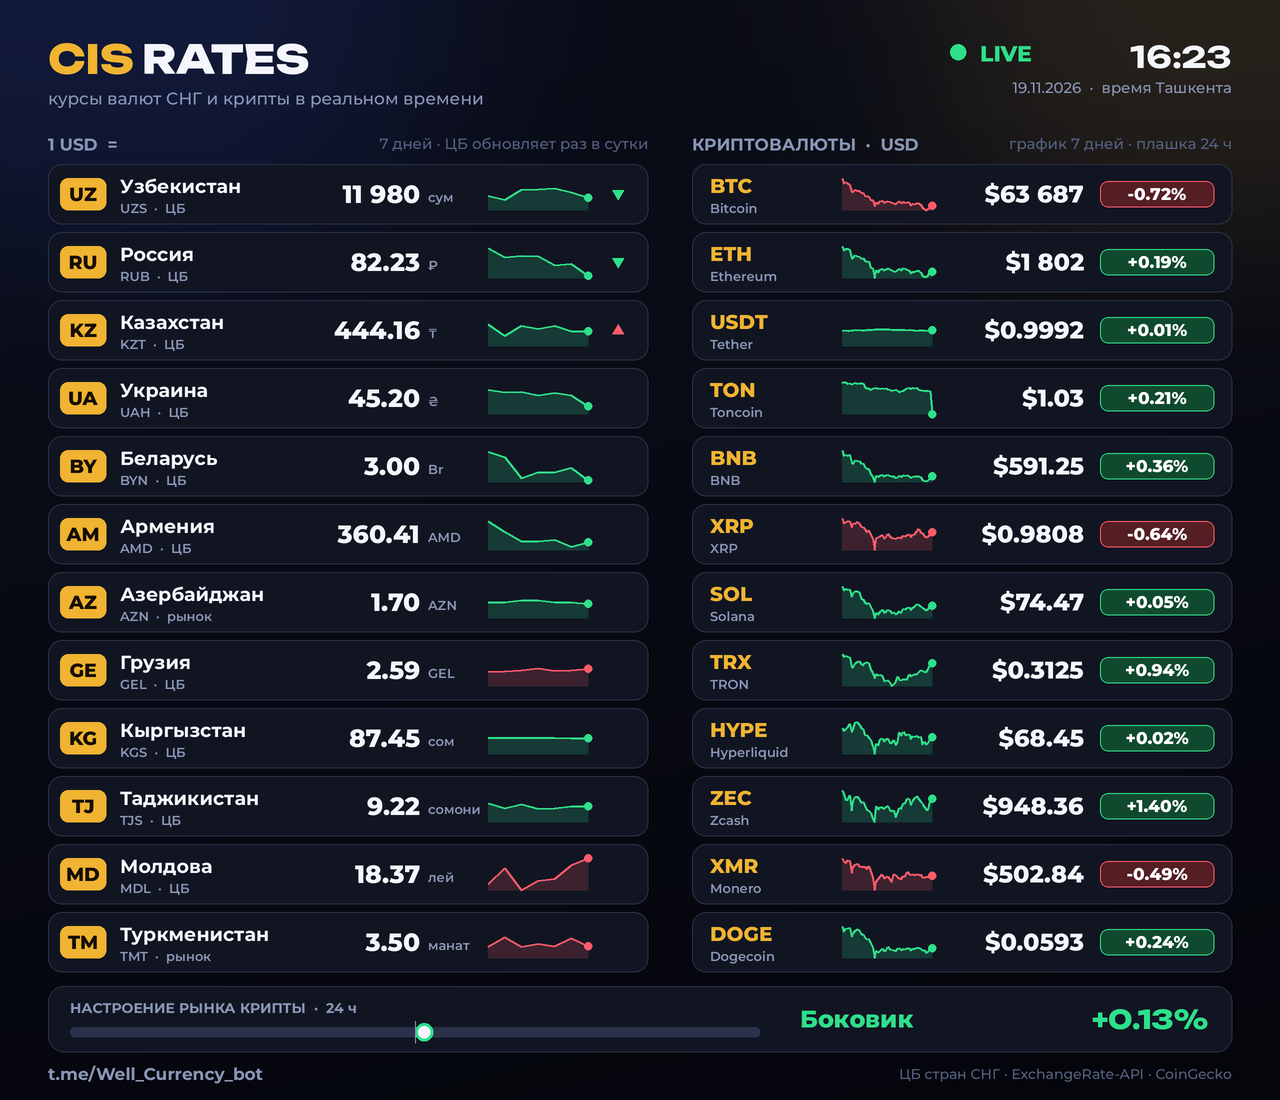 CIS RATES
курсы валют СНГ и крипты в реальном времени
LIVE
16:23
19.11.2026 · время Ташкента
1 USD =
7 дней · ЦБ обновляет раз в сутки
UZ Узбекистан 11 980 сум
UZS · ЦБ
RU Россия 82.23 ₽
RUB · ЦБ
KZ Казахстан 444.16 ₸
KZT · ЦБ
UA Украина 45.20 ₴
UAH · ЦБ
BY Беларусь 3.00 Br
BYN · ЦБ
AM Армения 360.41 AMD
AMD · ЦБ
AZ Азербайджан 1.70 AZN
AZN · рынок
GE Грузия 2.59 GEL
GEL · ЦБ
KG Кыргызстан 87.45 сом
KGS · ЦБ
TJ Таджикистан 9.22 сомони
TJS · ЦБ
MD Молдова 18.37 лей
MDL · ЦБ
TM Туркменистан 3.50 манат
TMT · рынок
КРИПТОВАЛЮТЫ · USD
график 7 дней · плашка 24 ч
BTC $63 687 -0.72%
Bitcoin
ETH $1 802 +0.19%
Ethereum
USDT $0.9992 +0.01%
Tether
TON $1.03 +0.21%
Toncoin
BNB $591.25 +0.36%
BNB
XRP $0.9808 -0.64%
XRP
SOL $74.47 +0.05%
Solana
TRX $0.3125 +0.94%
TRON
HYPE $68.45 +0.02%
Hyperliquid
ZEC $948.36 +1.40%
Zcash
XMR $502.84 -0.49%
Monero
DOGE $0.0593 +0.24%
Dogecoin
НАСТРОЕНИЕ РЫНКА КРИПТЫ · 24 ч
Боковик
+0.13%
t.me/Well_Currency_bot
ЦБ стран СНГ · ExchangeRate-API · CoinGecko